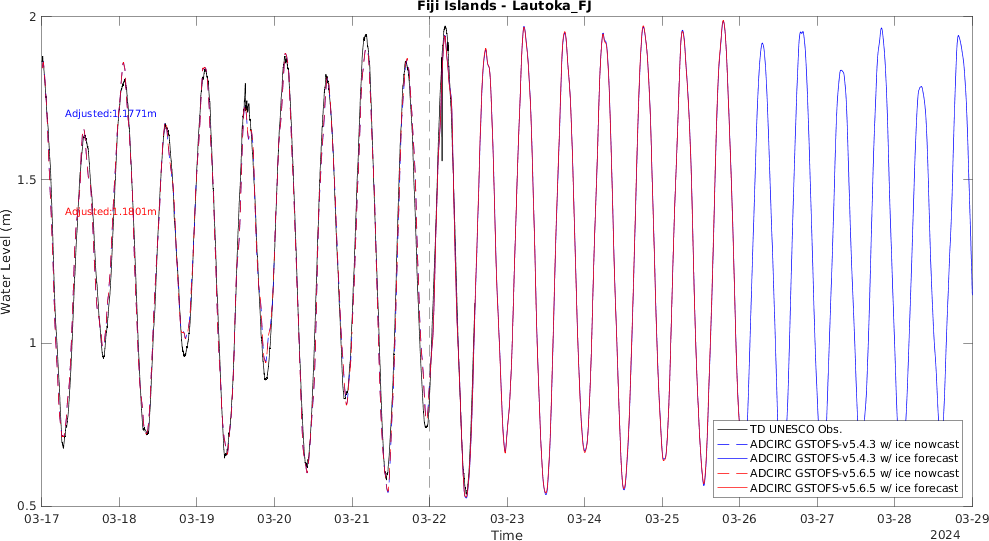 Fiji Islands - Lautoka_FJ
2
1.5
1
0.5
Water Level (m)
Adjusted:1.1771m
Adjusted:1.1801m
TD UNESCO Obs.
ADCIRC GSTOFS-v5.4.3 w/ ice nowcast
ADCIRC GSTOFS-v5.4.3 w/ ice forecast
ADCIRC GSTOFS-v5.6.5 w/ ice nowcast
ADCIRC GSTOFS-v5.6.5 w/ ice forecast
03-17 03-18 03-19 03-20 03-21 03-22 03-23 03-24 03-25 03-26 03-27 03-28 03-29
Time
2024